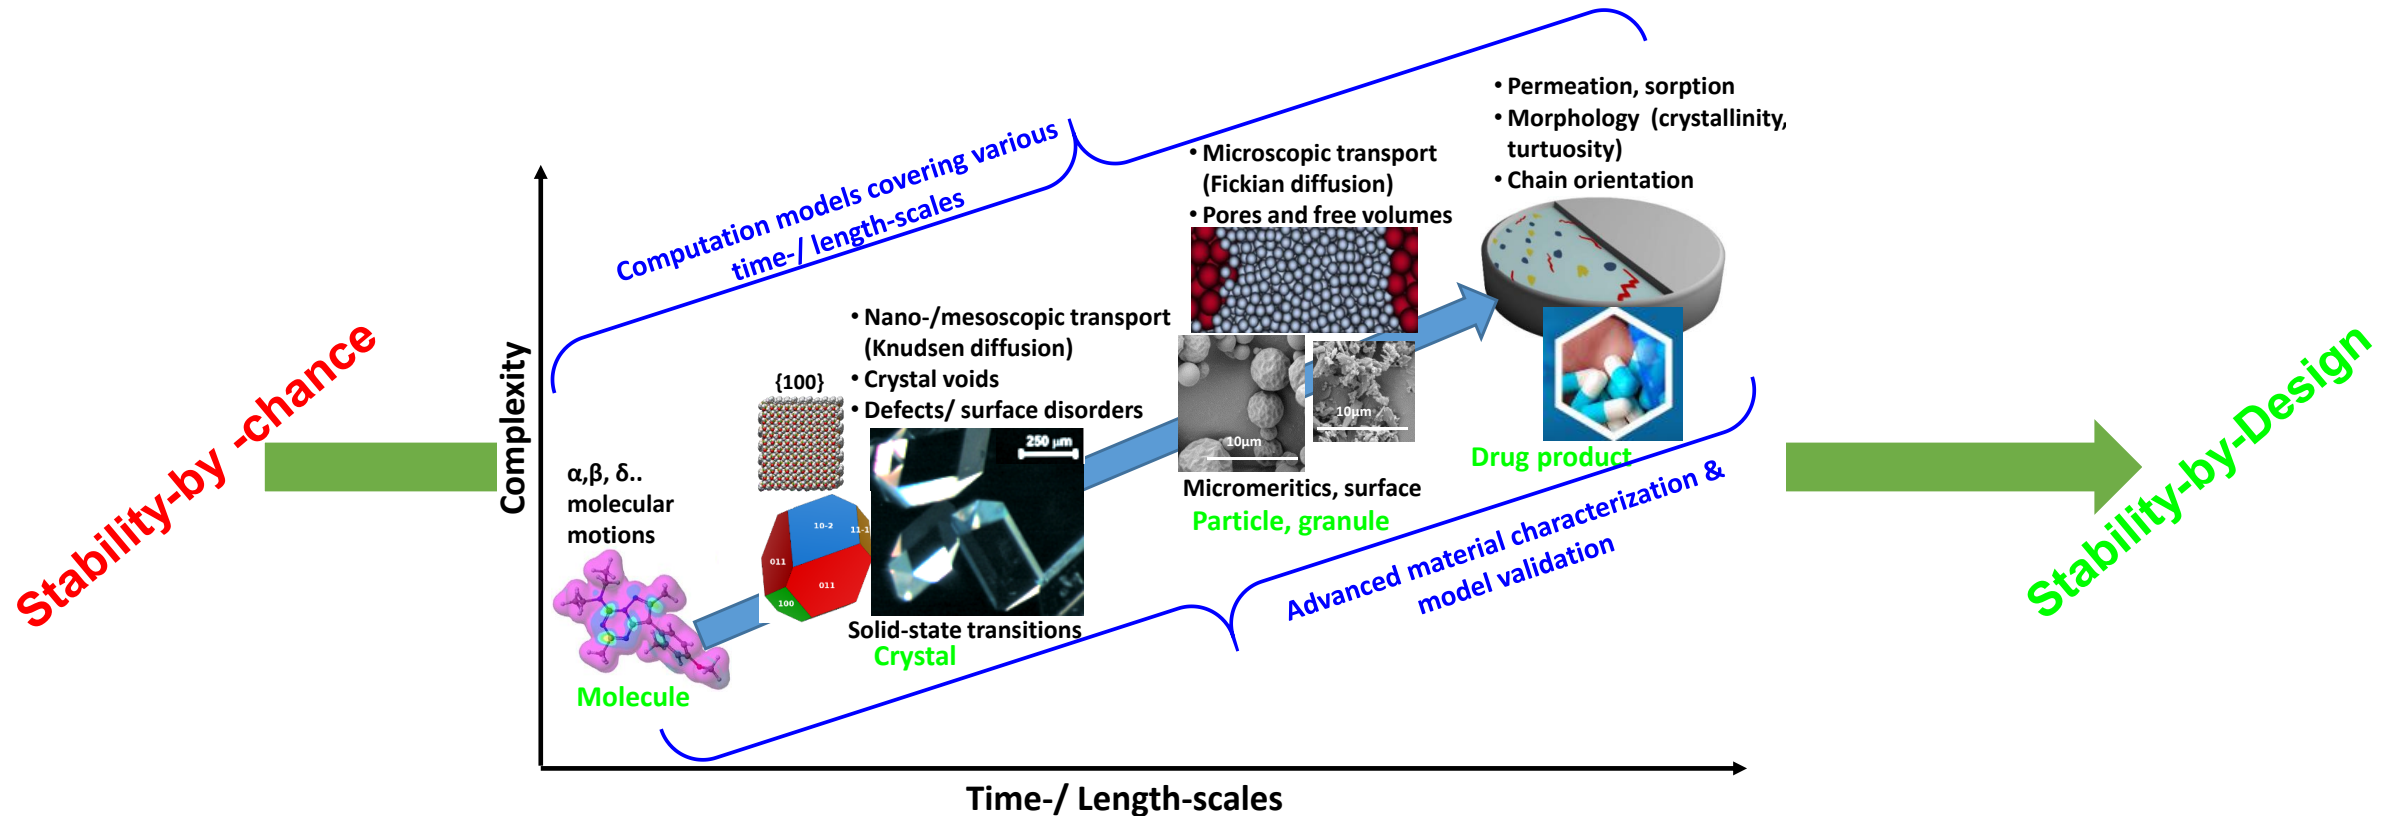 Stability-by -chance
Complexity
Time-/ Length-scales
Computation models covering various
time-/ length-scales
α,β, δ..
molecular
motions
Molecule
{100}
10-2
11-1
011
011
100
• Nano-/mesoscopic transport
(Knudsen diffusion)
• Crystal voids
• Defects/ surface disorders
250 µm
Solid-state transitions
Crystal
• Microscopic transport
(Fickian diffusion)
• Pores and free volumes
10µm
10µm
Micromeritics, surface
Particle, granule
• Permeation, sorption
• Morphology (crystallinity,
turtuosity)
• Chain orientation
Drug product
Advanced material characterization &
model validation
Stability-by-Design